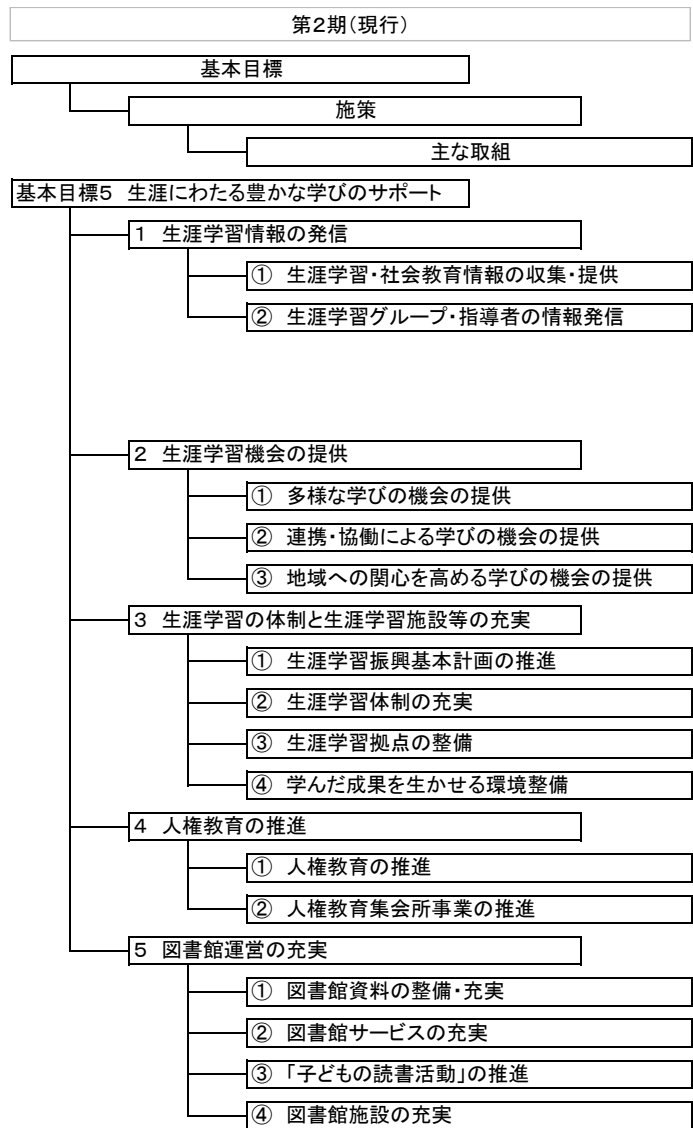 第2期(現行)
基本目標
施策
主な取組
基本目標5 生涯にわたる豊かな学びのサポート
1 生涯学習情報の発信
① 生涯学習・社会教育情報の収集・提供
② 生涯学習グループ・指導者の情報発信
2 生涯学習機会の提供
① 多様な学びの機会の提供
② 連携・協働による学びの機会の提供
③ 地域への関心を高める学びの機会の提供
3 生涯学習の体制と生涯学習施設等の充実
① 生涯学習振興基本計画の推進
② 生涯学習体制の充実
③ 生涯学習拠点の整備
④ 学んだ成果を生かせる環境整備
4 人権教育の推進
① 人権教育の推進
② 人権教育集会所事業の推進
5 図書館運営の充実
① 図書館資料の整備・充実
② 図書館サービスの充実
③ 「子どもの読書活動」の推進
④ 図書館施設の充実